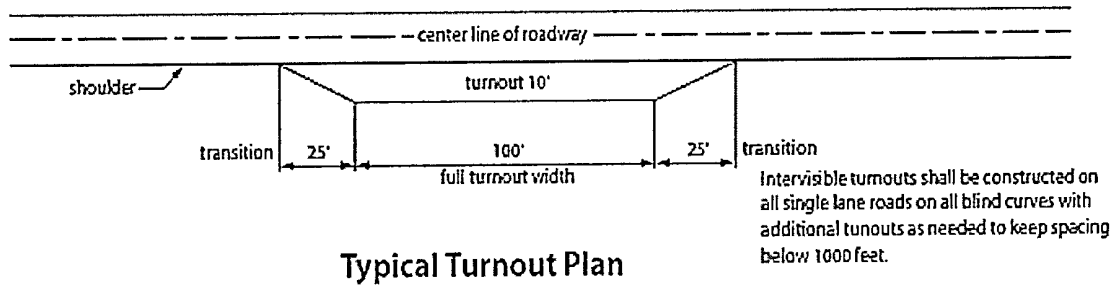 center line of roadway
shoulder
turnout 10'
transition
25'
100'
25'
transition
full turnout width
Intervisible turnouts shall be constructed on
all single lane roads on all blind curves with
additional tunouts as needed to keep spacing
below 1000 feet.
Typical Turnout Plan